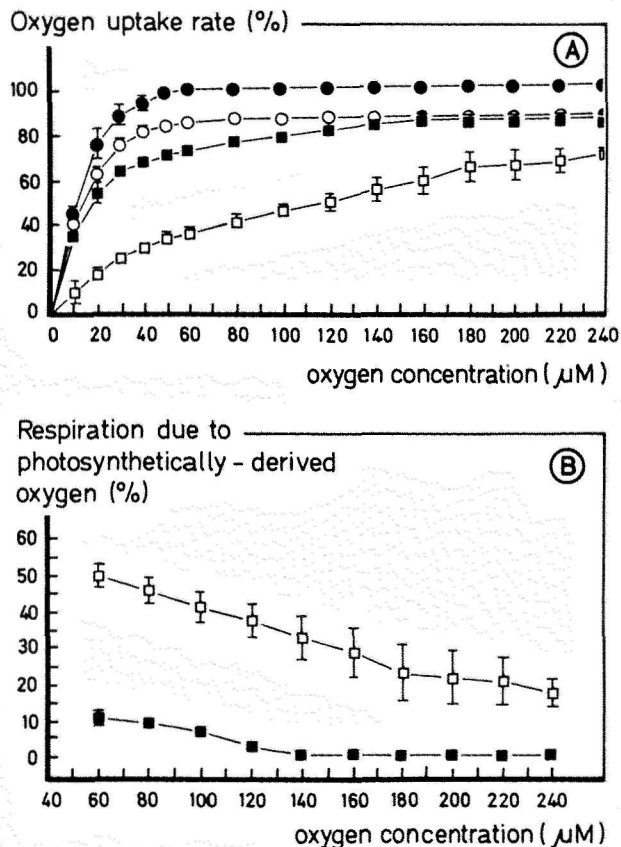 Oxygen uptake rate (%)
A
100
80
60
40
20
0
0 20 40 60 80 100 120 140 160 180 200 220 240
oxygen concentration (μM)
Respiration due to
photosynthetically - derived
oxygen (%)
B
60
50
40
30
20
10
0
40 60 80 100 120 140 160 180 200 220 240
oxygen concentration (μM)